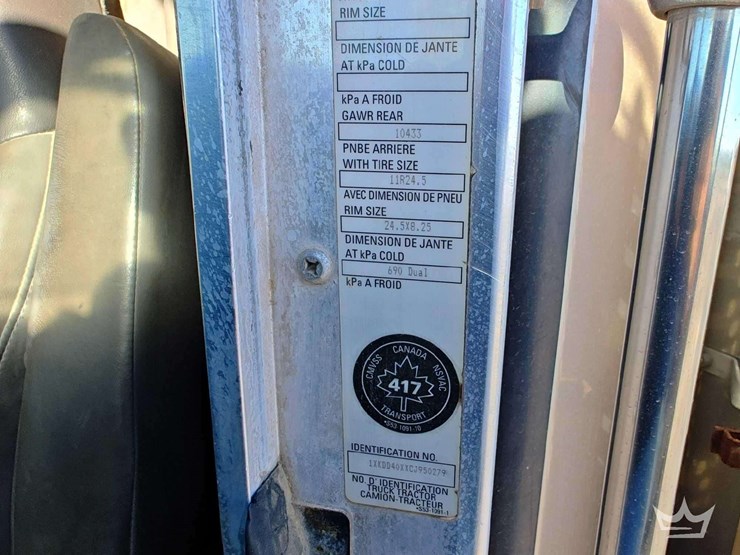 RIM SIZE
DIMENSION DE JANTE
AT kPa COLD
kPa A FROID
GAWR REAR
10433
PNBE ARRIERE
WITH TIRE SIZE
11R24.5
AVEC DIMENSION DE PNEU
RIM SIZE
24.5X8.25
DIMENSION DE JANTE
AT kPa COLD
690 Dual
kPa A FROID
CANADA
CMVSS NSVAC
417
TRANSPORT
IDENTIFICATION NO.
NO. D'IDENTIFICATION
TRUCK TRACTOR
CAMION-TRACTEUR